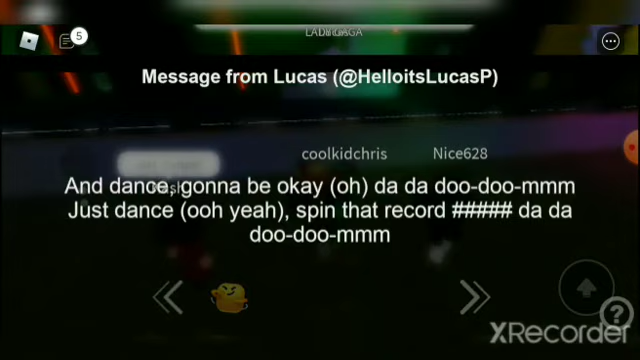 5
Message from Lucas (@HelloitsLucasP)
coolkidchris
Nice628
And dance, gonna be okay (oh) da da doo-doo-mmm
Just dance (ooh yeah), spin that record ##### da da
doo-doo-mmm
?
XRecorder